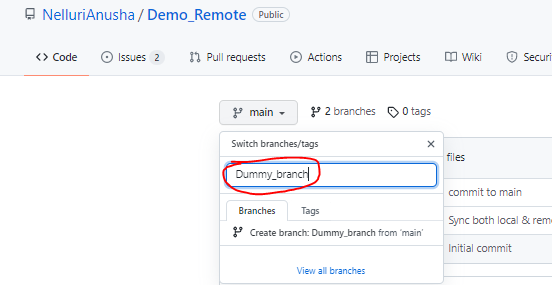 NelluriAnusha / Demo_Remote Public
Code Issues 2 Pull requests Actions Projects Wiki
main 2 branches 0 tags
Switch branches/tags
files
Dummy_branch
commit to main
Branches Tags
Sync both local &
Create branch: Dummy_branch from 'main'
Initial commit
View all branches